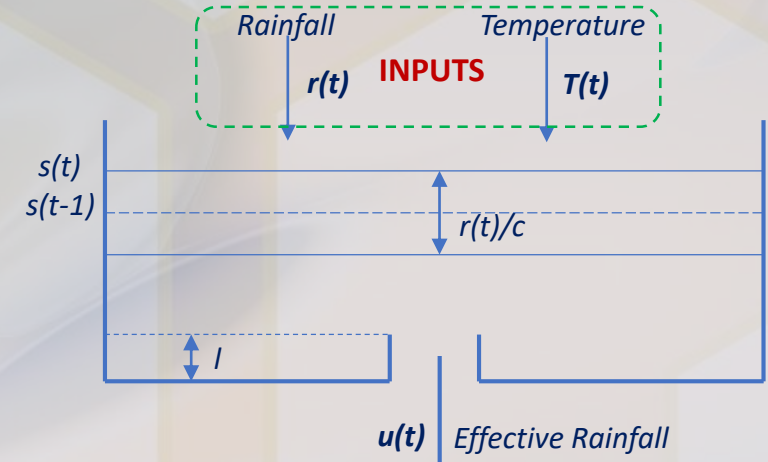 Rainfall Temperature
r(t) INPUTS T(t)
s(t)
s(t-1)
r(t)/c
l
u(t) Effective Rainfall